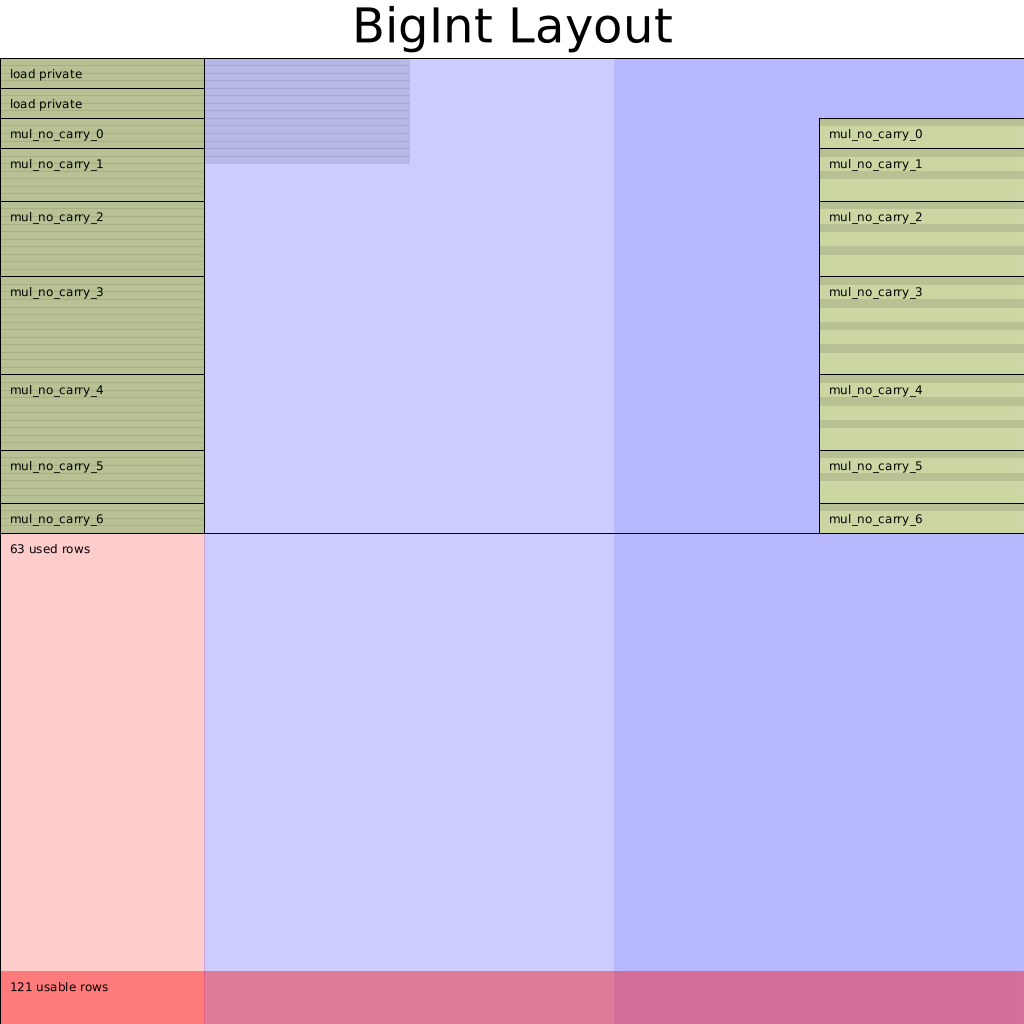 BigInt Layout
load private
load private
mul_no_carry_0
mul_no_carry_0
mul_no_carry_1
mul_no_carry_1
mul_no_carry_2
mul_no_carry_2
mul_no_carry_3
mul_no_carry_3
mul_no_carry_4
mul_no_carry_4
mul_no_carry_5
mul_no_carry_5
mul_no_carry_6
mul_no_carry_6
63 used rows
121 usable rows